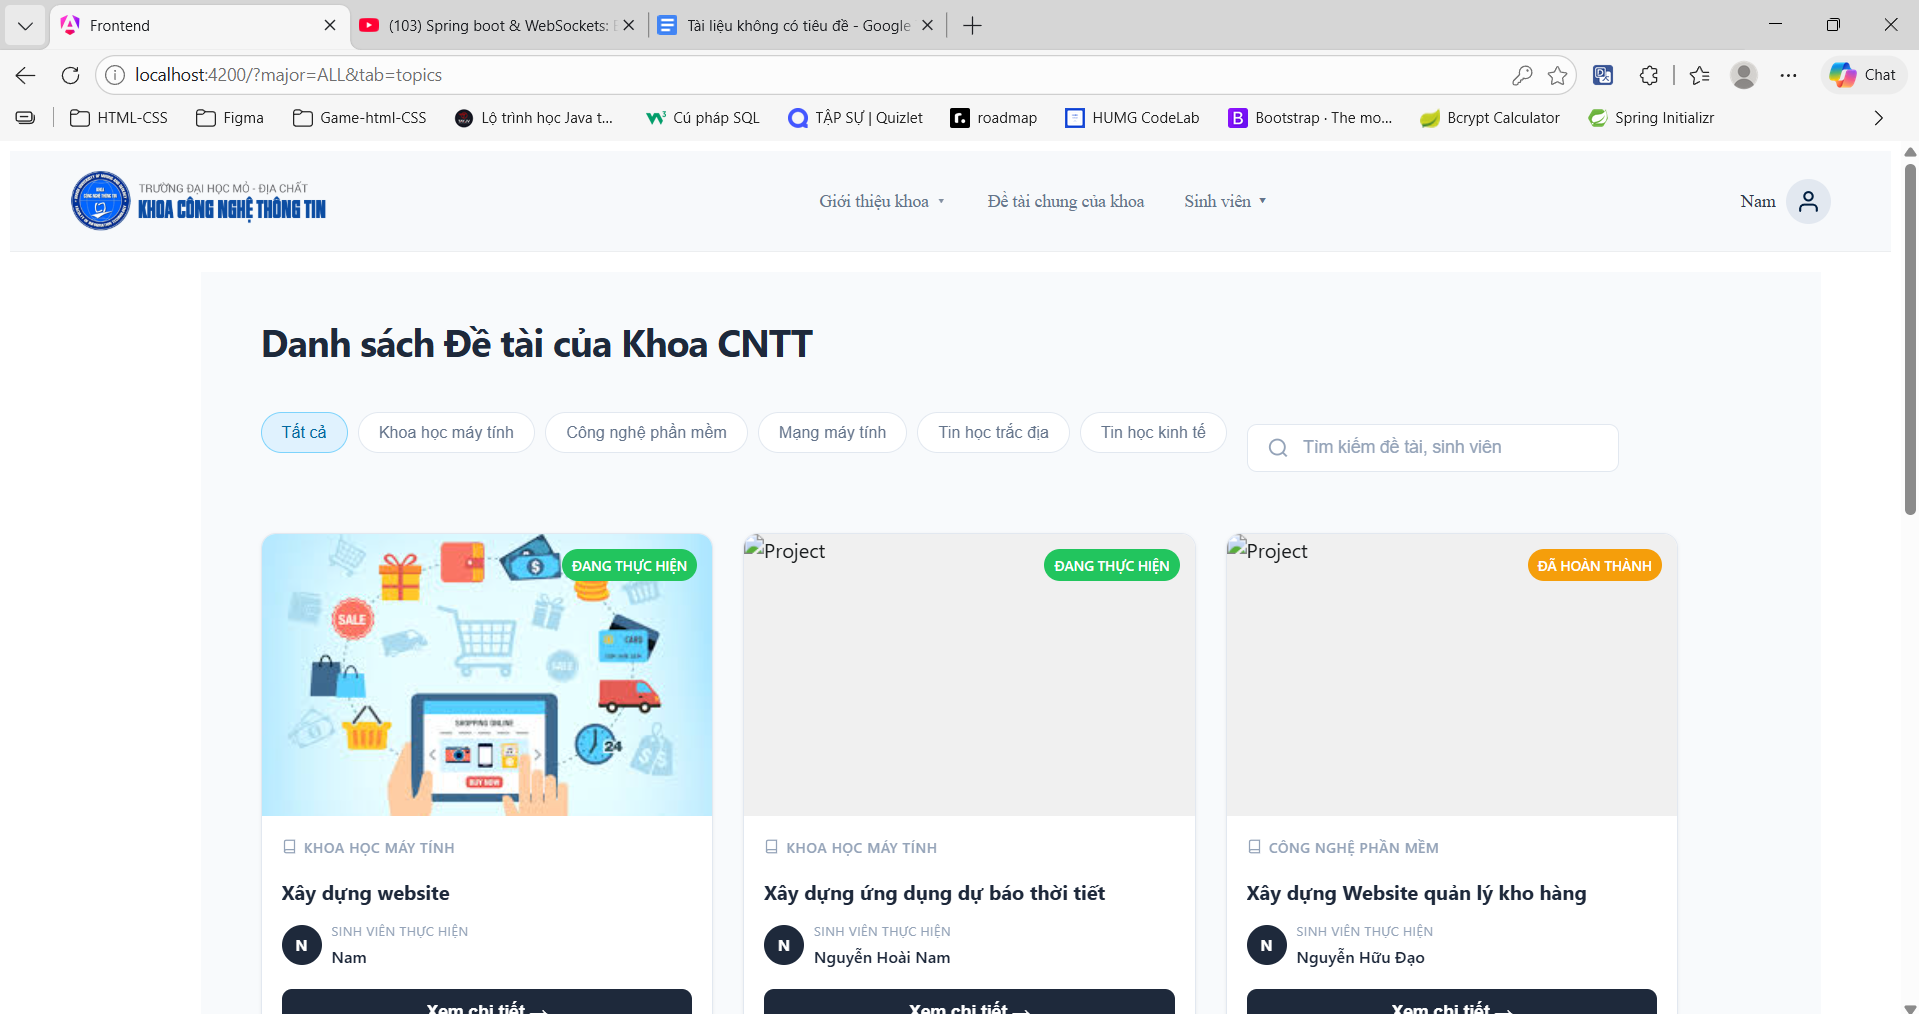 Frontend
(103) Spring boot & WebSockets:
Tài liệu không có tiêu đề - Google
localhost:4200/?major=ALL&tab=topics
Chat
HTML-CSS
Figma
Game-html-CSS
Lộ trình học Java t...
Cú pháp SQL
TẬP SỰ | Quizlet
roadmap
HUMG CodeLab
Bootstrap · The mo...
Bcrypt Calculator
Spring Initializr
TRƯỜNG ĐẠI HỌC MỎ - ĐỊA CHẤT
KHOA CÔNG NGHỆ THÔNG TIN
Giới thiệu khoa
Đề tài chung của khoa
Sinh viên
Nam
Danh sách Đề tài của Khoa CNTT
Tất cả
Khoa học máy tính
Công nghệ phần mềm
Mạng máy tính
Tin học trắc địa
Tin học kinh tế
Tìm kiếm đề tài, sinh viên
ĐANG THỰC HIỆN
SALE
CARD
SALE
SHOPPING ONLINE
24
BUY NOW
Project
ĐANG THỰC HIỆN
Project
ĐÃ HOÀN THÀNH
KHOA HỌC MÁY TÍNH
Xây dựng website
N
SINH VIÊN THỰC HIỆN
Nam
Xem chi tiết →
KHOA HỌC MÁY TÍNH
Xây dựng ứng dụng dự báo thời tiết
N
SINH VIÊN THỰC HIỆN
Nguyễn Hoài Nam
Xem chi tiết →
CÔNG NGHỆ PHẦN MỀM
Xây dựng Website quản lý kho hàng
N
SINH VIÊN THỰC HIỆN
Nguyễn Hữu Đạo
Xem chi tiết →